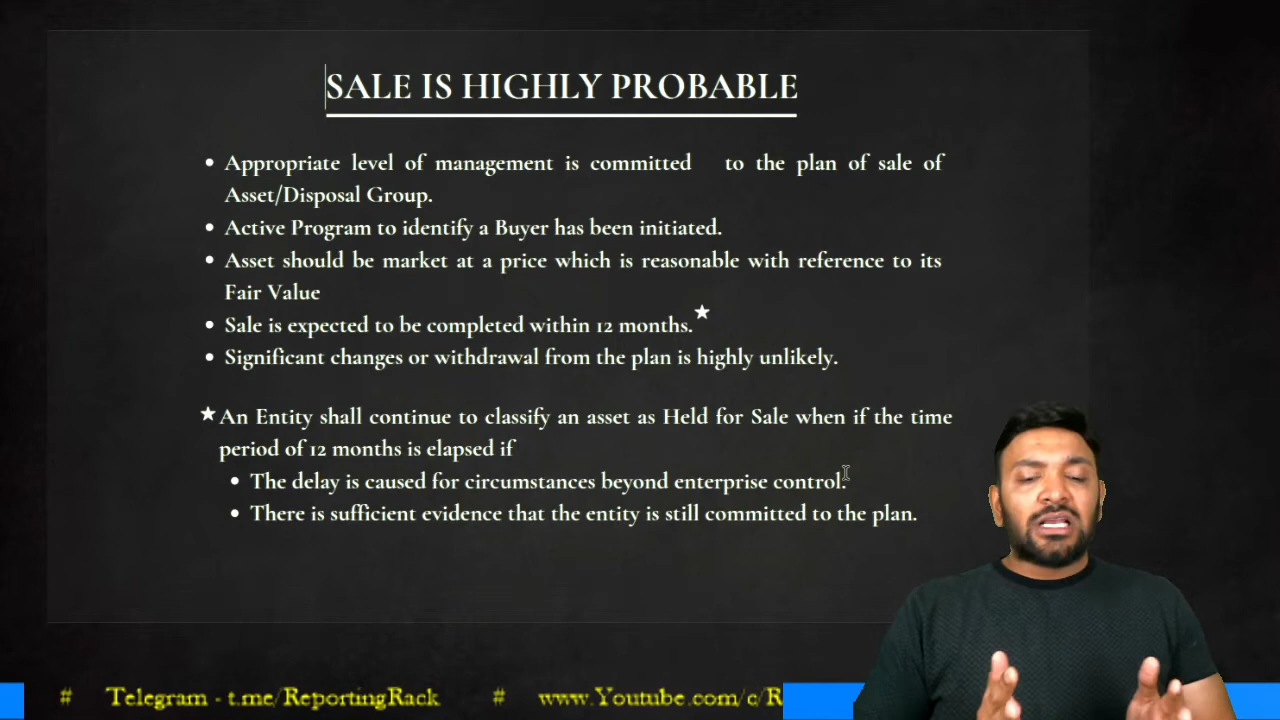 SALE IS HIGHLY PROBABLE
Appropriate level of management is committed to the plan of sale of
Asset/Disposal Group.
Active Program to identify a Buyer has been initiated.
Asset should be market at a price which is reasonable with reference to its
Fair Value
Sale is expected to be completed within 12 months.
Significant changes or withdrawal from the plan is highly unlikely.
An Entity shall continue to classify an asset as Held for Sale when if the time
period of 12 months is elapsed if
The delay is caused for circumstances beyond enterprise control.
There is sufficient evidence that the entity is still committed to the plan.
# Telegram - t.me/ReportingRack # www.Youtube.com/c/R